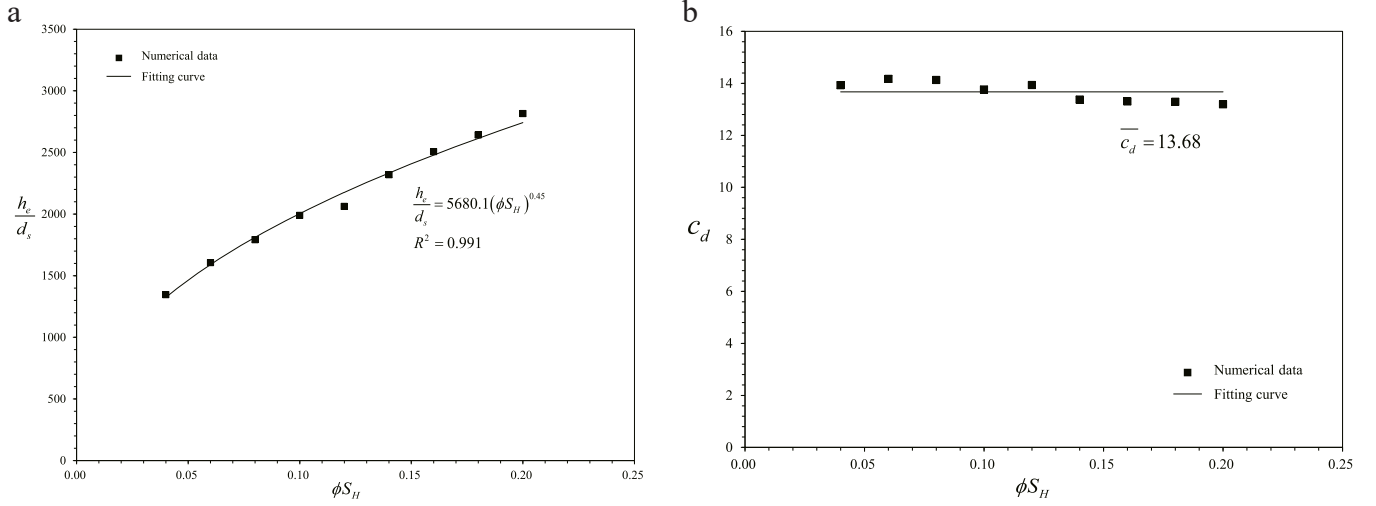 a
3500
3000
2500
2000
1500
1000
500
0
Numerical data
Fitting curve
h_e/d_s
h_e/d_s = 5680.1(ϕS_H)^0.45
R² = 0.991
0.00 0.05 0.10 0.15 0.20 0.25
ϕS_H
b
16
14
12
10
8
6
4
2
0
c_d
c̅_d̅ = 13.68
Numerical data
Fitting curve
0.00 0.05 0.10 0.15 0.20 0.25
ϕS_H